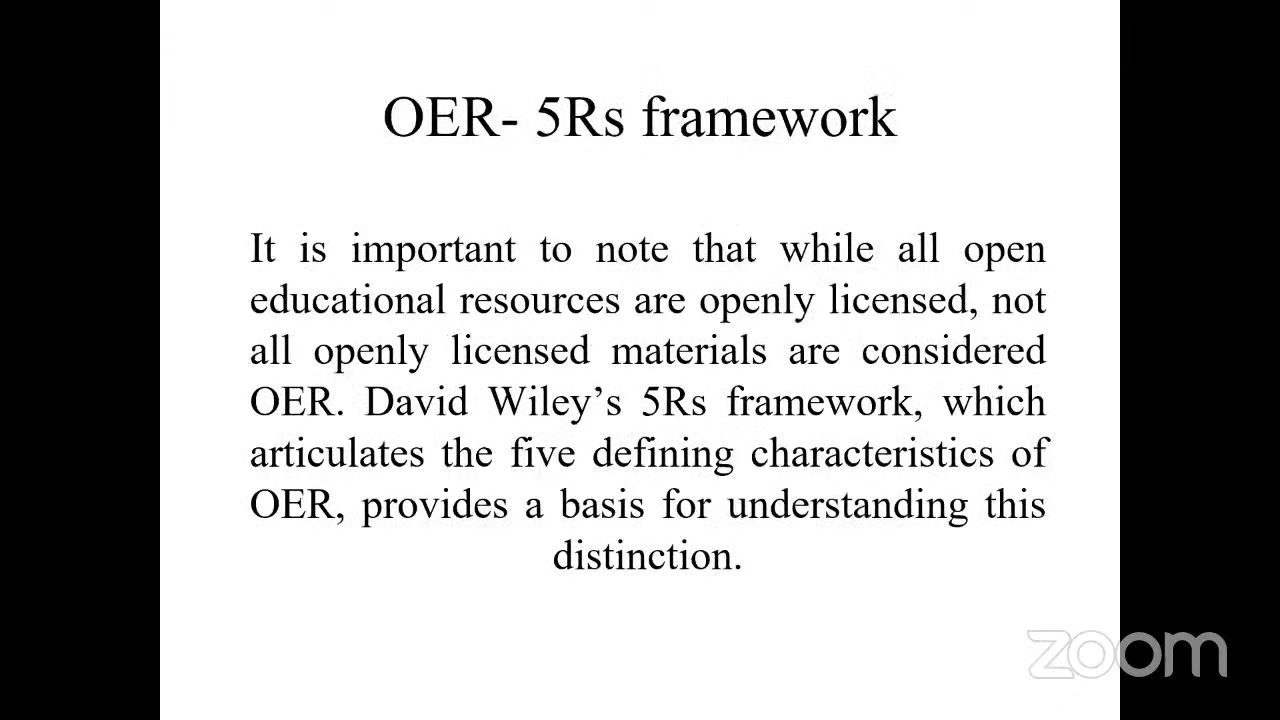 OER- 5Rs framework
It is important to note that while all open
educational resources are openly licensed, not
all openly licensed materials are considered
OER. David Wiley’s 5Rs framework, which
articulates the five defining characteristics of
OER, provides a basis for understanding this
distinction.
zoom